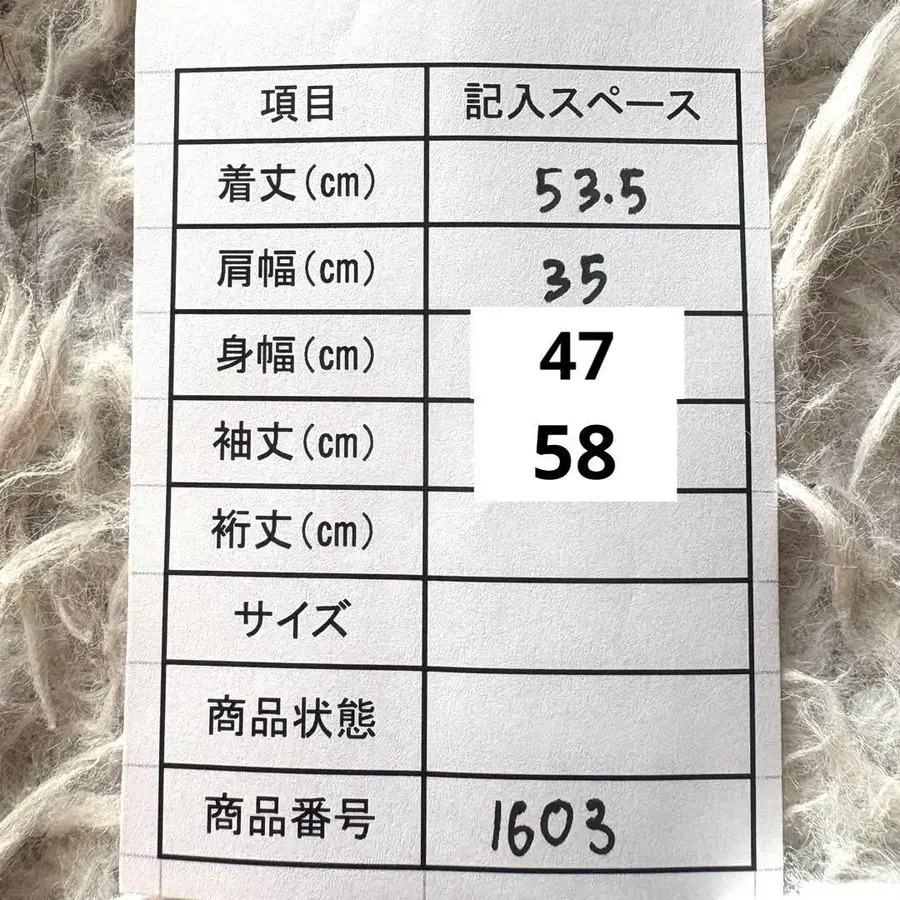 項目 記入スペース
着丈(cm) 53.5
肩幅(cm) 35
身幅(cm) 47
袖丈(cm) 58
裄丈(cm)
サイズ
商品状態
商品番号 1603